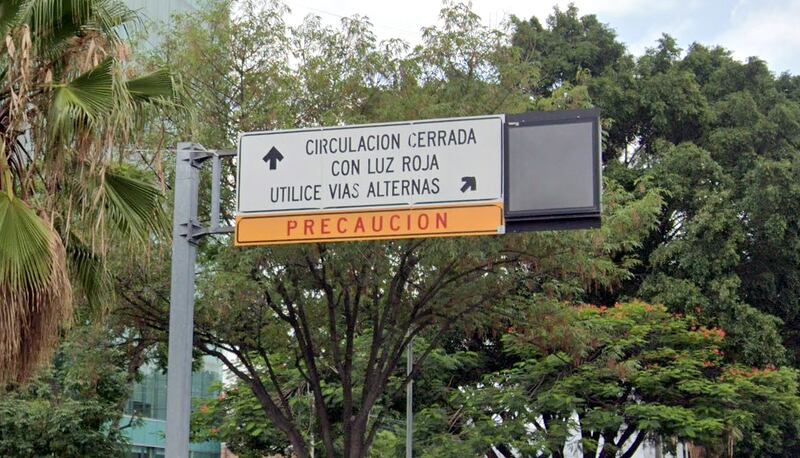 CIRCULACION CERRADA
CON LUZ ROJA
UTILICE VIAS ALTERNAS
PRECAUCION